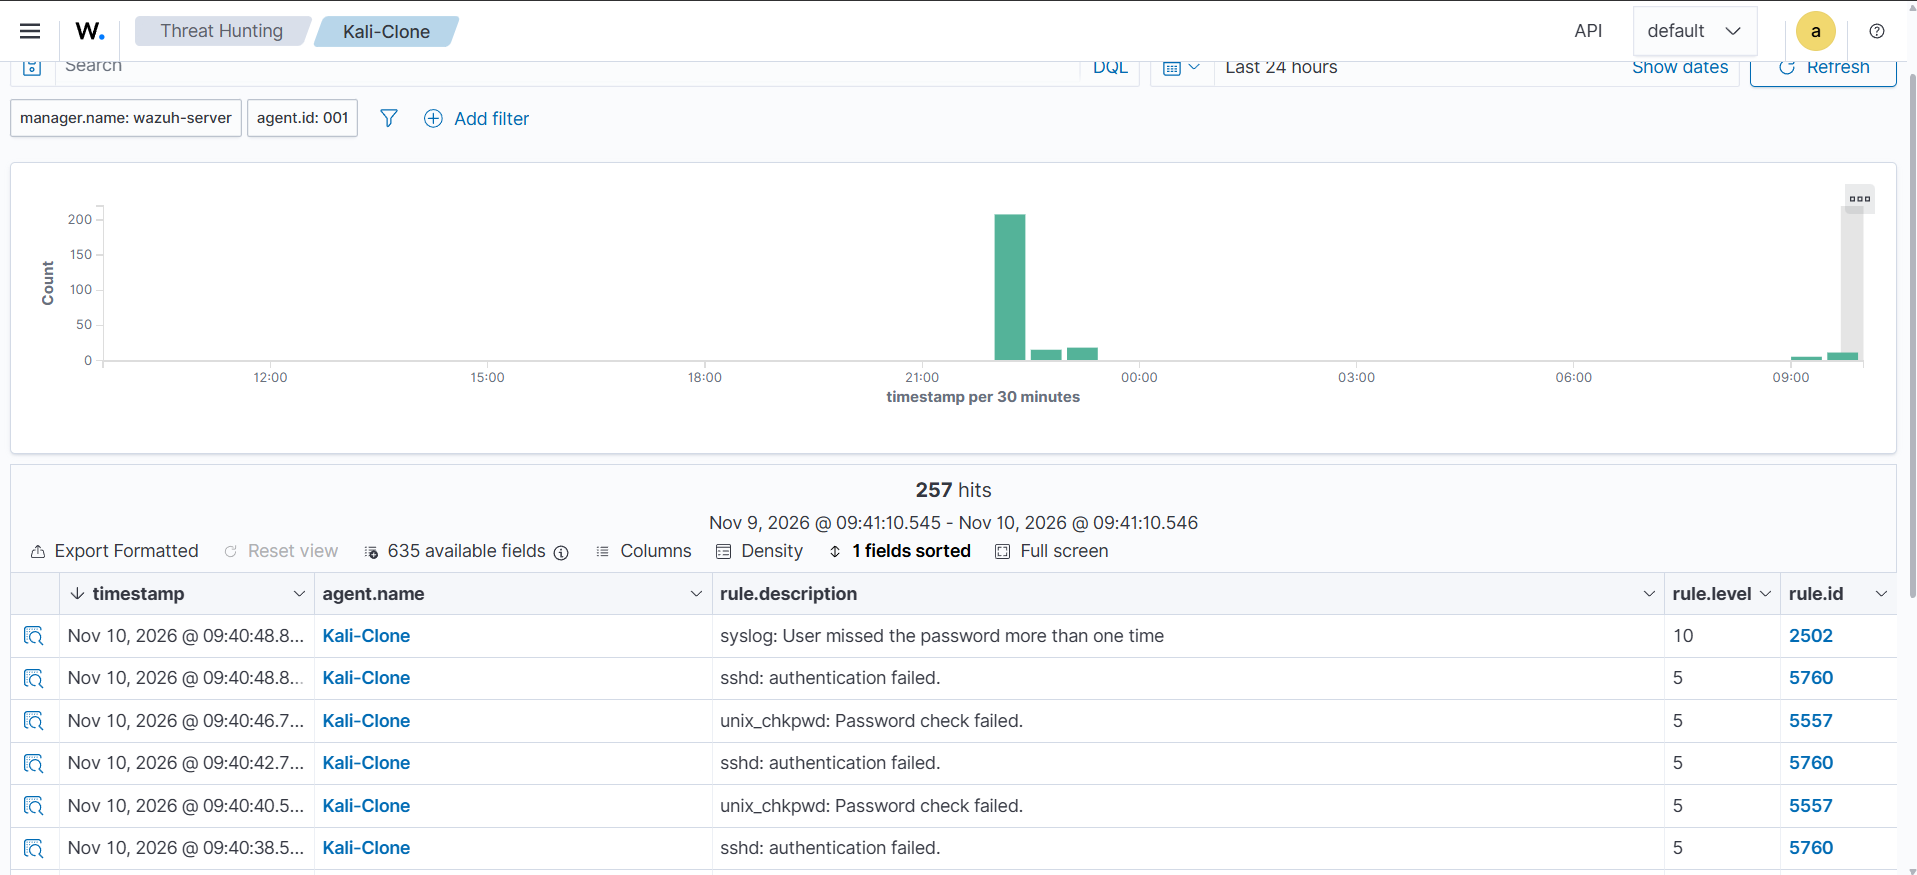 W. Threat Hunting Kali-Clone API default a
Search DQL Last 24 hours Show dates Refresh
manager.name: wazuh-server agent.id: 001 Add filter
200
150
100
50
0
Count
12:00 15:00 18:00 21:00 00:00 03:00 06:00 09:00
timestamp per 30 minutes
257 hits
Nov 9, 2026 @ 09:41:10.545 - Nov 10, 2026 @ 09:41:10.546
Export Formatted Reset view 635 available fields Columns Density 1 fields sorted Full screen
timestamp agent.name rule.description rule.level rule.id
Nov 10, 2026 @ 09:40:48.8... Kali-Clone syslog: User missed the password more than one time 10 2502
Nov 10, 2026 @ 09:40:48.8... Kali-Clone sshd: authentication failed. 5 5760
Nov 10, 2026 @ 09:40:46.7... Kali-Clone unix_chkpwd: Password check failed. 5 5557
Nov 10, 2026 @ 09:40:42.7... Kali-Clone sshd: authentication failed. 5 5760
Nov 10, 2026 @ 09:40:40.5... Kali-Clone unix_chkpwd: Password check failed. 5 5557
Nov 10, 2026 @ 09:40:38.5... Kali-Clone sshd: authentication failed. 5 5760